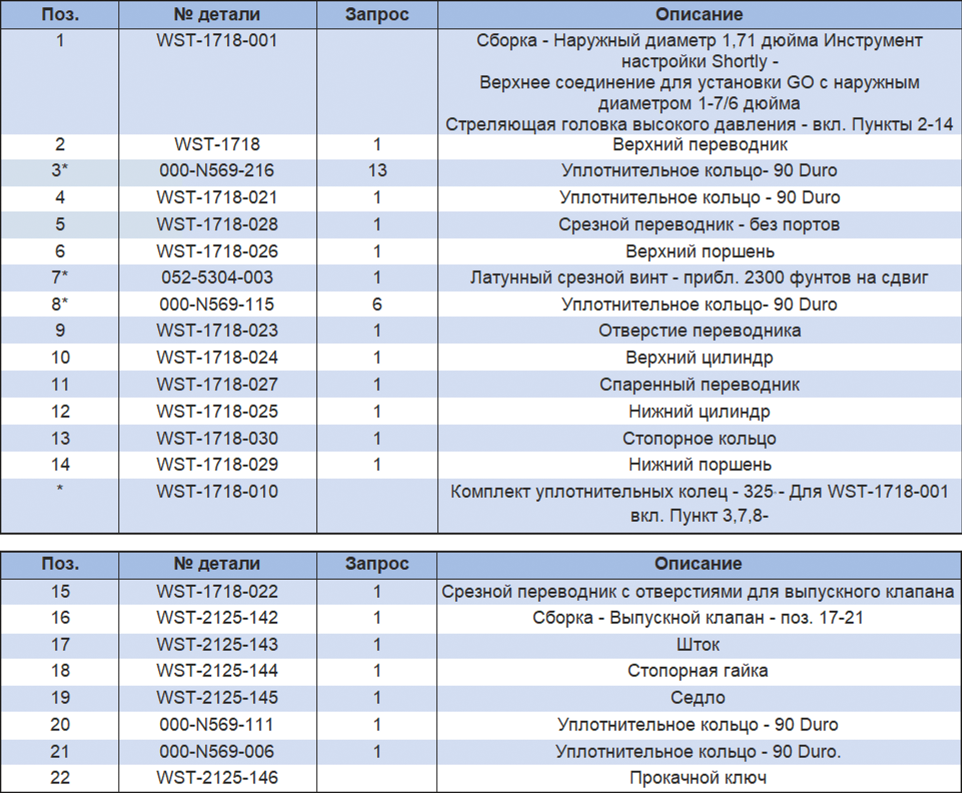 Поз. № детали Запрос Описание
1 WST-1718-001 Сборка - Наружный диаметр 1,71 дюйма Инструмент
настройки Shortly -
Верхнее соединение для установки GO с наружным
диаметром 1-7/6 дюйма
Стреляющая головка высокого давления - вкл. Пункты 2-14
2 WST-1718 1 Верхний переводник
3* 000-N569-216 13 Уплотнительное кольцо- 90 Duro
4 WST-1718-021 1 Уплотнительное кольцо - 90 Duro
5 WST-1718-028 1 Срезной переводник - без портов
6 WST-1718-026 1 Верхний поршень
7* 052-5304-003 1 Латунный срезной винт - прибл. 2300 фунтов на сдвиг
8* 000-N569-115 6 Уплотнительное кольцо- 90 Duro
9 WST-1718-023 1 Отверстие переводника
10 WST-1718-024 1 Верхний цилиндр
11 WST-1718-027 1 Спаренный переводник
12 WST-1718-025 1 Нижний цилиндр
13 WST-1718-030 1 Стопорное кольцо
14 WST-1718-029 1 Нижний поршень
* WST-1718-010 Комплект уплотнительных колец - 325 - Для WST-1718-001
вкл. Пункт 3,7,8-
Поз. № детали Запрос Описание
15 WST-1718-022 1 Срезной переводник с отверстиями для выпускного клапана
16 WST-2125-142 1 Сборка - Выпускной клапан - поз. 17-21
17 WST-2125-143 1 Шток
18 WST-2125-144 1 Стопорная гайка
19 WST-2125-145 1 Седло
20 000-N569-111 1 Уплотнительное кольцо - 90 Duro
21 000-N569-006 1 Уплотнительное кольцо - 90 Duro.
22 WST-2125-146 Прокачной ключ